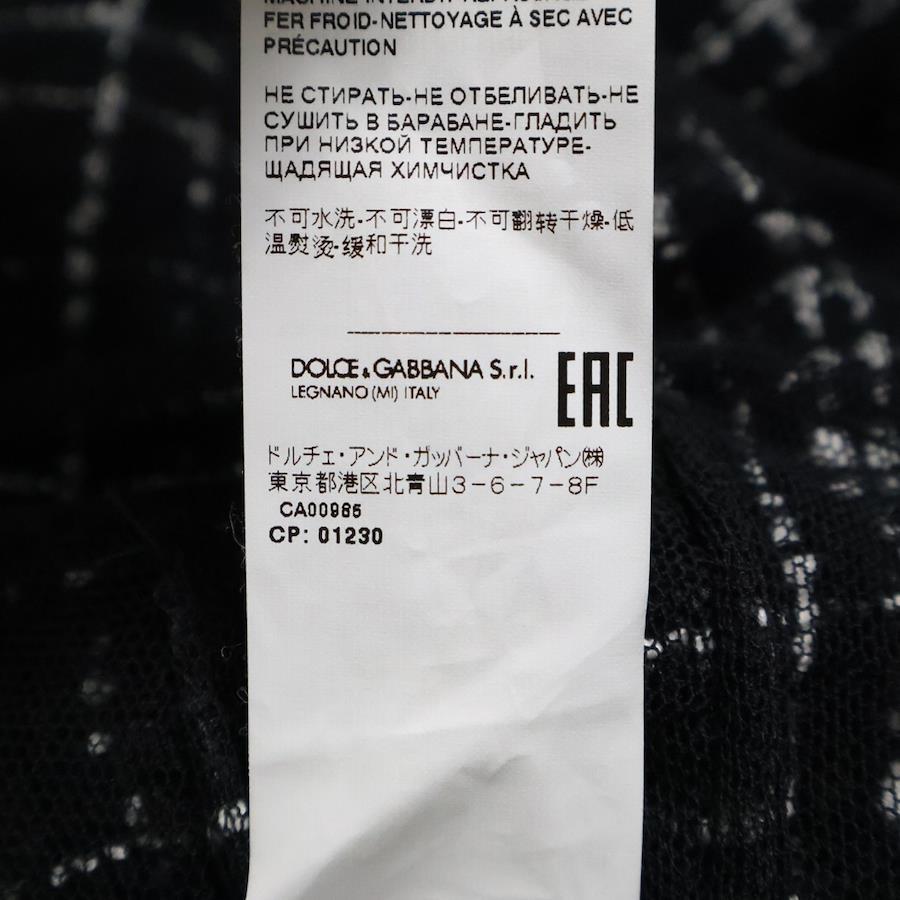 FER FROID-NETTOYAGE À SEC AVEC
PRÉCAUTION
НЕ СТИРАТЬ-НЕ ОТБЕЛИВАТЬ-НЕ
СУШИТЬ В БАРАБАНЕ-ГЛАДИТЬ
ПРИ НИЗКОЙ ТЕМПЕРАТУРЕ-
ЩАДЯЩАЯ ХИМЧИСТКА
不可水洗-不可漂白-不可翻转干燥-低
温熨烫-缓和干洗
DOLCE & GABBANA S.r.l.
LEGNANO (MI) ITALY
EAC
ドルチェ・アンド・ガッバーナ・ジャパン㈱
東京都港区北青山3-6-7-8F
CA00985
CP: 01230